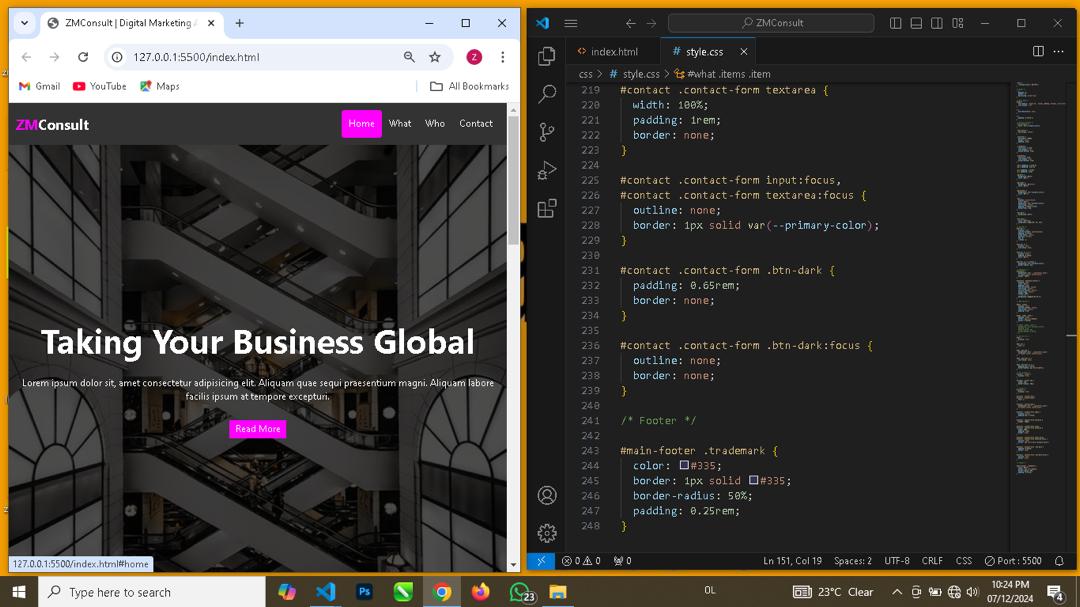 ZMConsult | Digital Marketing
127.0.0.1:5500/index.html
Z
Gmail
YouTube
Maps
All Bookmarks
ZMConsult
Home
What
Who
Contact
Taking Your Business Global
Lorem ipsum dolor sit, amet consectetur adipisicing elit. Aliquam quae sequi praesentium magni. Aliquam labore
facilis ipsum at tempore excepturi.
Read More
127.0.0.1:5500/index.html#home
ZMConsult
<> index.html
# style.css
css > # style.css > #what .items .item
219 #contact .contact-form textarea {
220 width: 100%;
221 padding: 1rem;
222 border: none;
223 }
224
225 #contact .contact-form input:focus,
226 #contact .contact-form textarea:focus {
227 outline: none;
228 border: 1px solid var(--primary-color);
229 }
230
231 #contact .contact-form .btn-dark {
232 padding: 0.65rem;
233 border: none;
234 }
235
236 #contact .contact-form .btn-dark:focus {
237 outline: none;
238 border: none;
239 }
240
241 /* Footer */
242
243 #main-footer .trademark {
244 color: #335;
245 border: 1px solid #335;
246 border-radius: 50%;
247 padding: 0.25rem;
248 }
0 0 0
Ln 151, Col 19
Spaces: 2
UTF-8
CRLF
CSS
Port : 5500
Type here to search
Ps
23
OL
23°C Clear
10:24 PM
07/12/2024
4